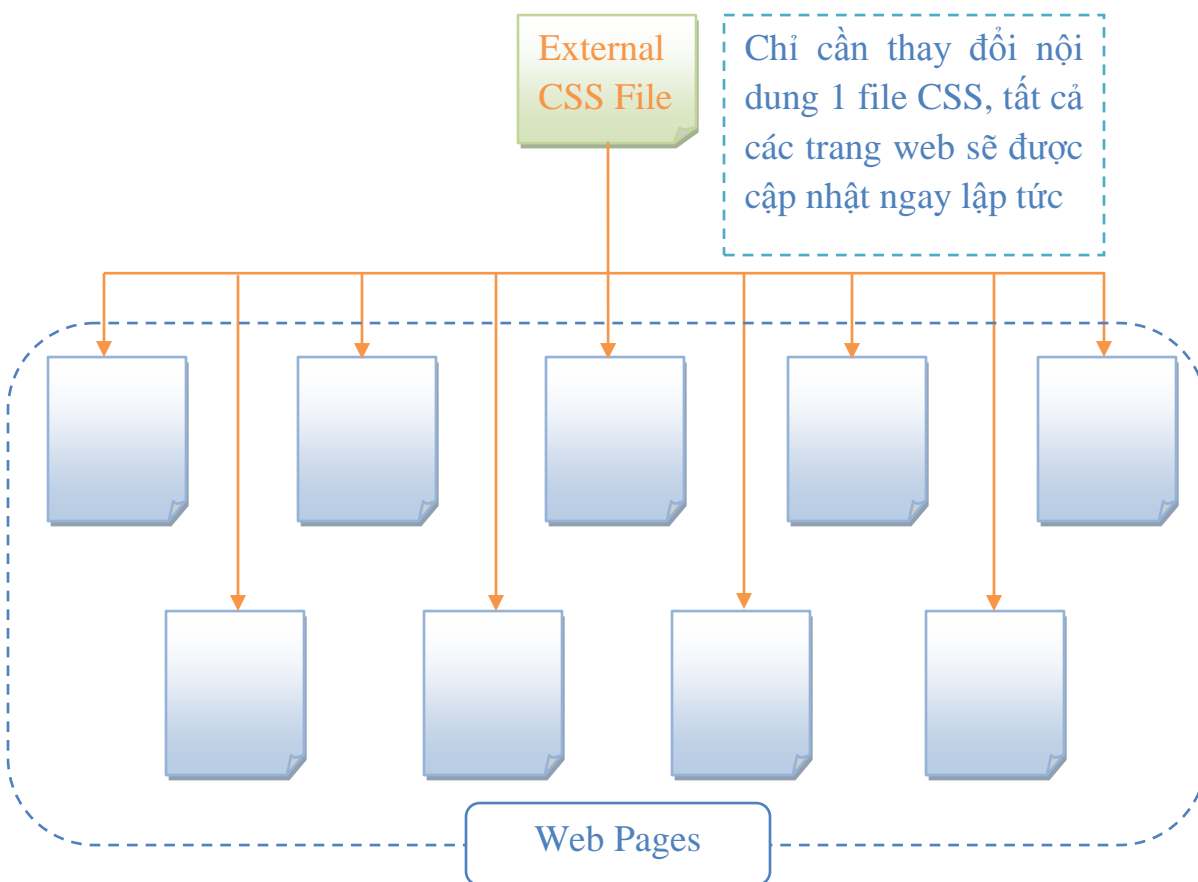 External
CSS File
Chỉ cần thay đổi nội
dung 1 file CSS, tất cả
các trang web sẽ được
cập nhật ngay lập tức
Web Pages